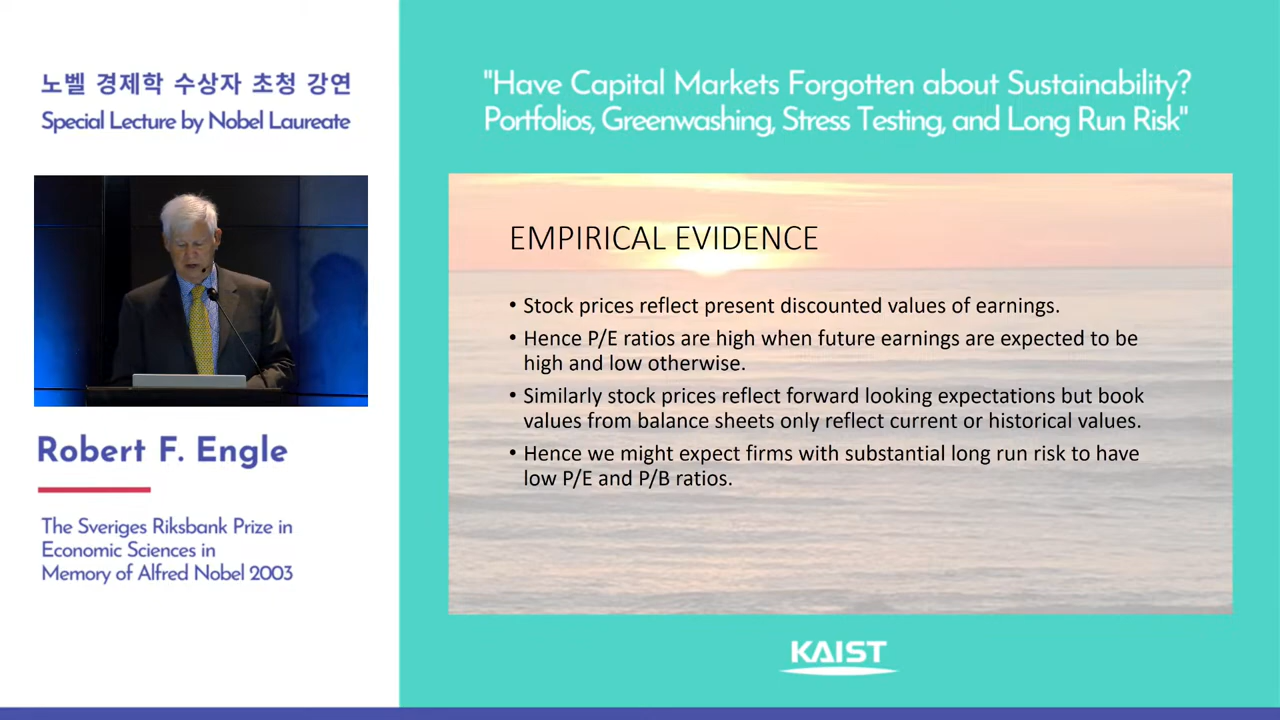 노벨 경제학 수상자 초청 강연
Special Lecture by Nobel Laureate
Robert F. Engle
The Sveriges Riksbank Prize in
Economic Sciences in
Memory of Alfred Nobel 2003
"Have Capital Markets Forgotten about Sustainability?
Portfolios, Greenwashing, Stress Testing, and Long Run Risk"
EMPIRICAL EVIDENCE
• Stock prices reflect present discounted values of earnings.
• Hence P/E ratios are high when future earnings are expected to be
high and low otherwise.
• Similarly stock prices reflect forward looking expectations but book
values from balance sheets only reflect current or historical values.
• Hence we might expect firms with substantial long run risk to have
low P/E and P/B ratios.
KAIST